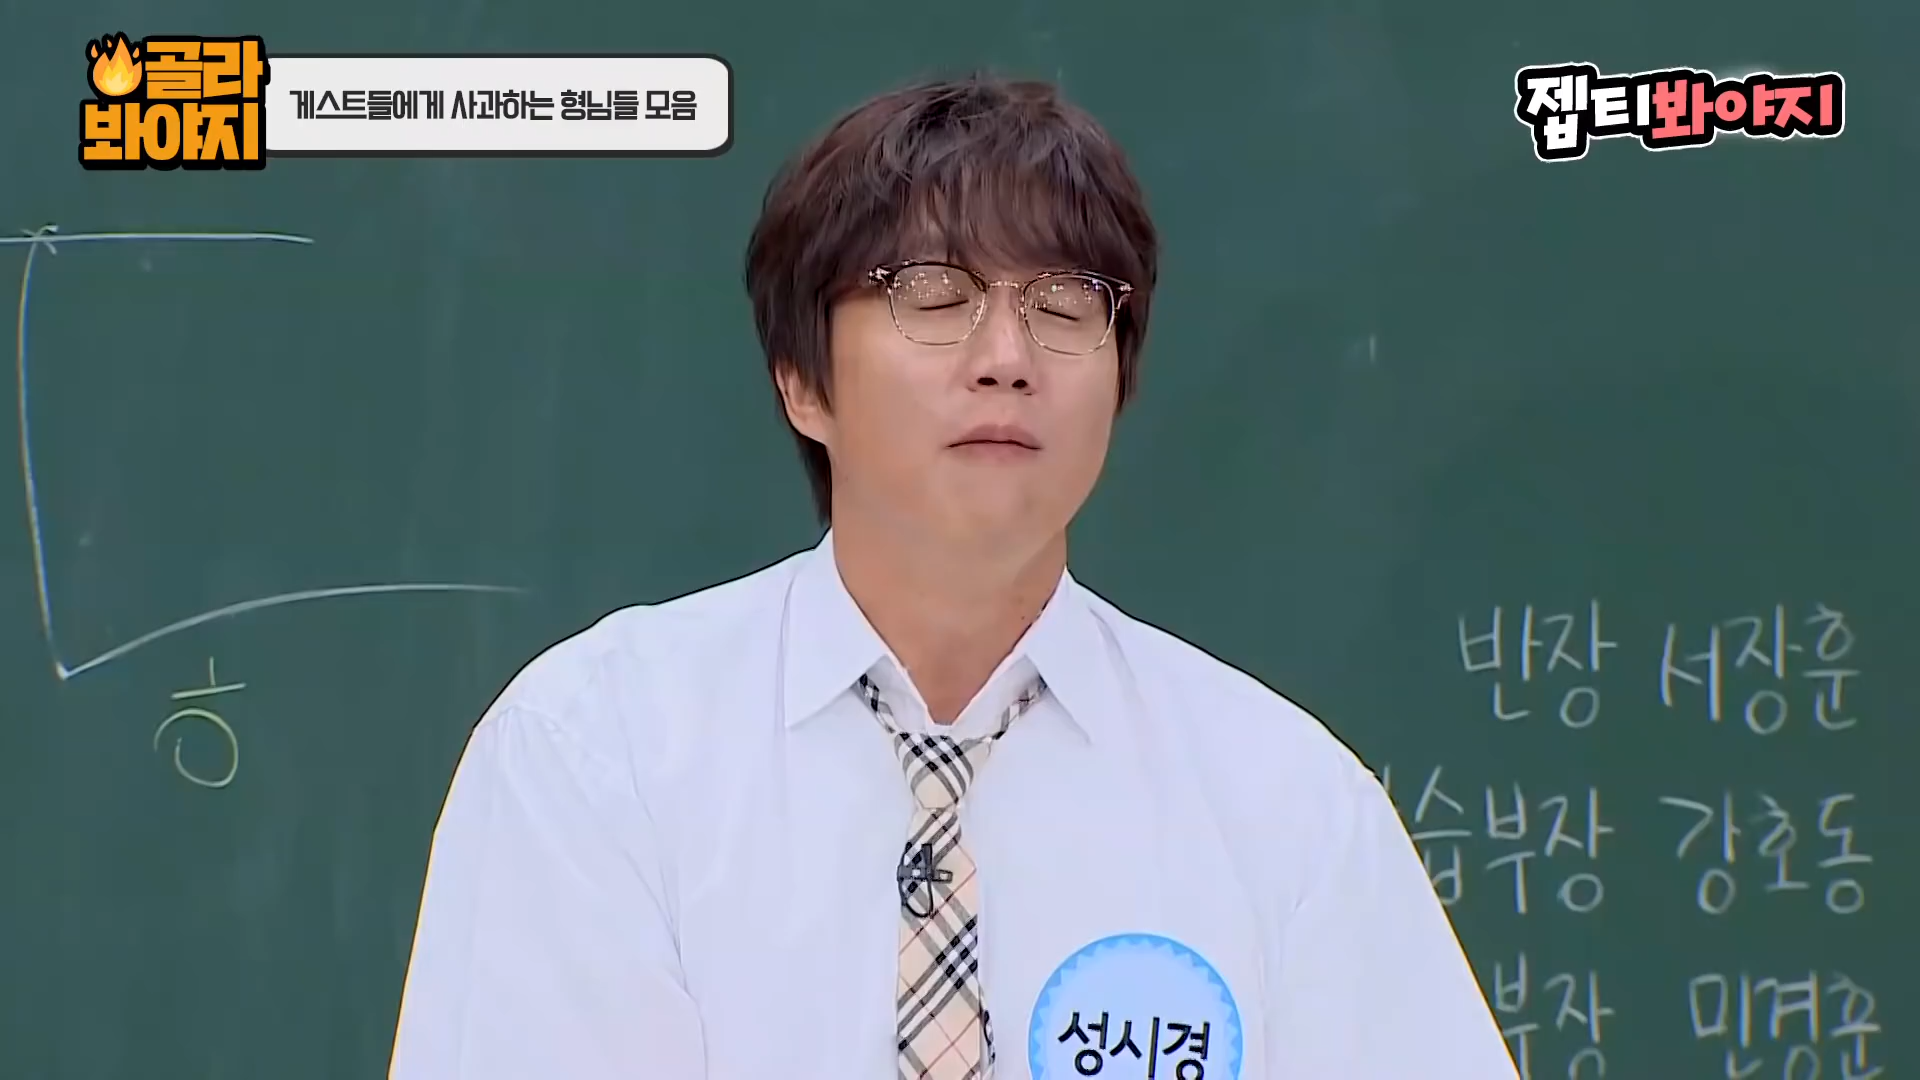 골라
봐야지
게스트들에게 사과하는 형님들 모음
젭티봐야지
반장 서장훈
습부장 강호동
부장 민경훈
성시경